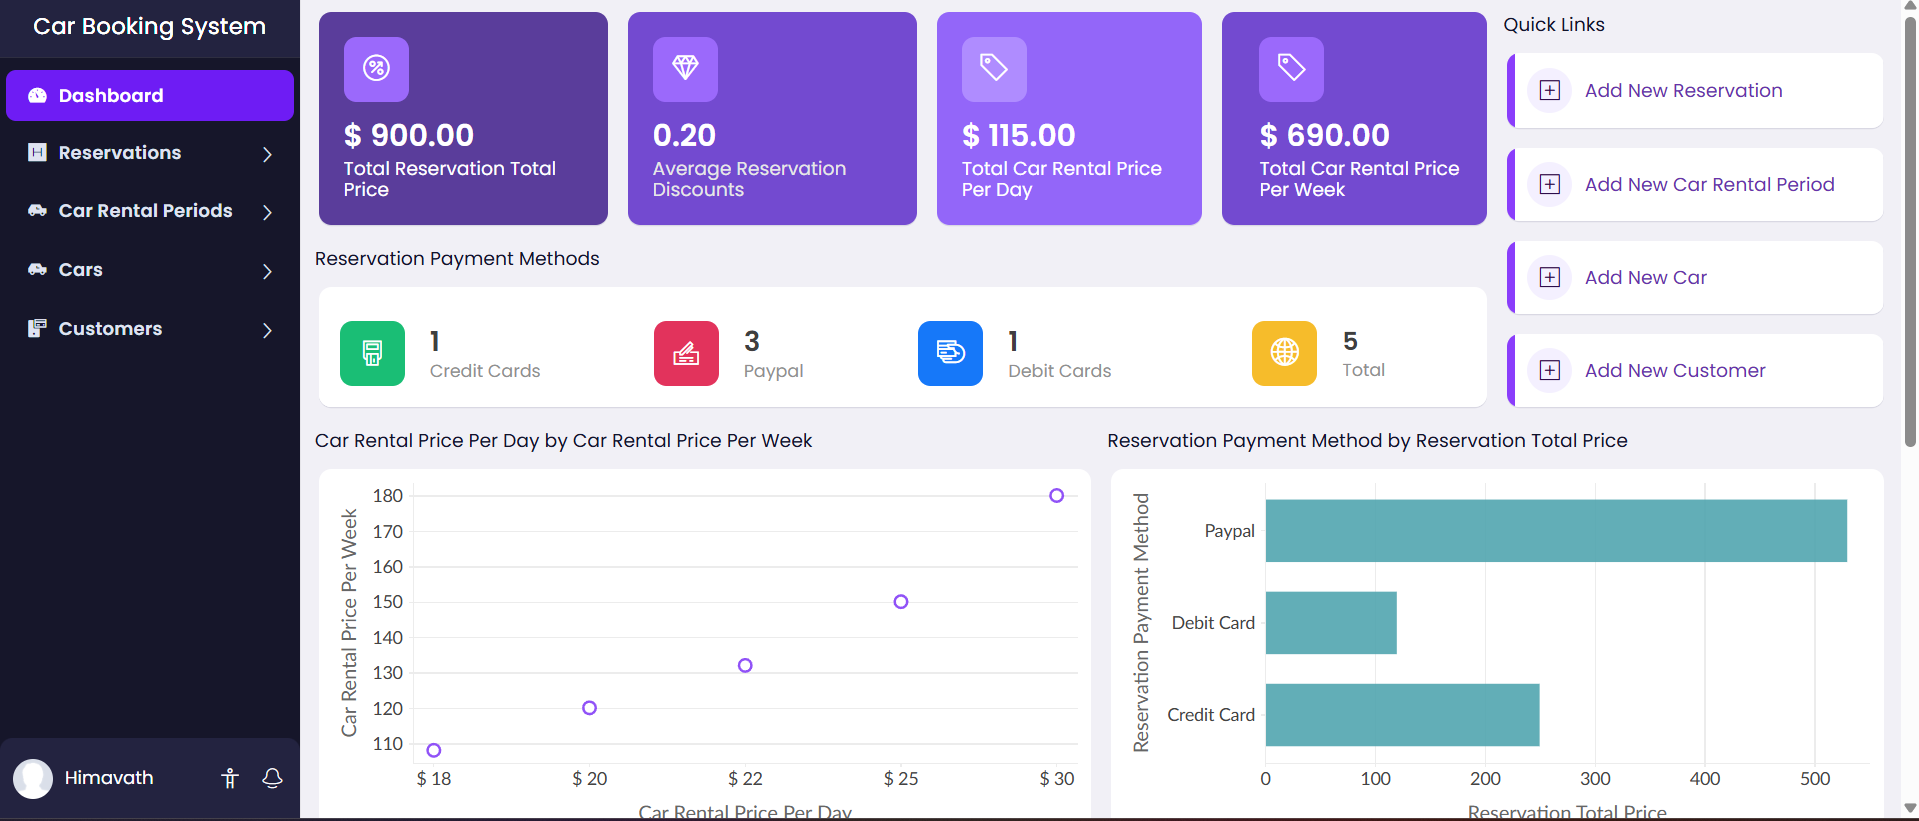 Car Booking System
Dashboard
Reservations
Car Rental Periods
Cars
Customers
Himavath
$ 900.00
Total Reservation Total
Price
0.20
Average Reservation
Discounts
$ 115.00
Total Car Rental Price
Per Day
$ 690.00
Total Car Rental Price
Per Week
Quick Links
Add New Reservation
Add New Car Rental Period
Add New Car
Add New Customer
Reservation Payment Methods
1
Credit Cards
3
Paypal
1
Debit Cards
5
Total
Car Rental Price Per Day by Car Rental Price Per Week
Car Rental Price Per Week
180
170
160
150
140
130
120
110
$ 18
$ 20
$ 22
$ 25
$ 30
Car Rental Price Per Day
Reservation Payment Method by Reservation Total Price
Reservation Payment Method
Paypal
Debit Card
Credit Card
0
100
200
300
400
500
Reservation Total Price